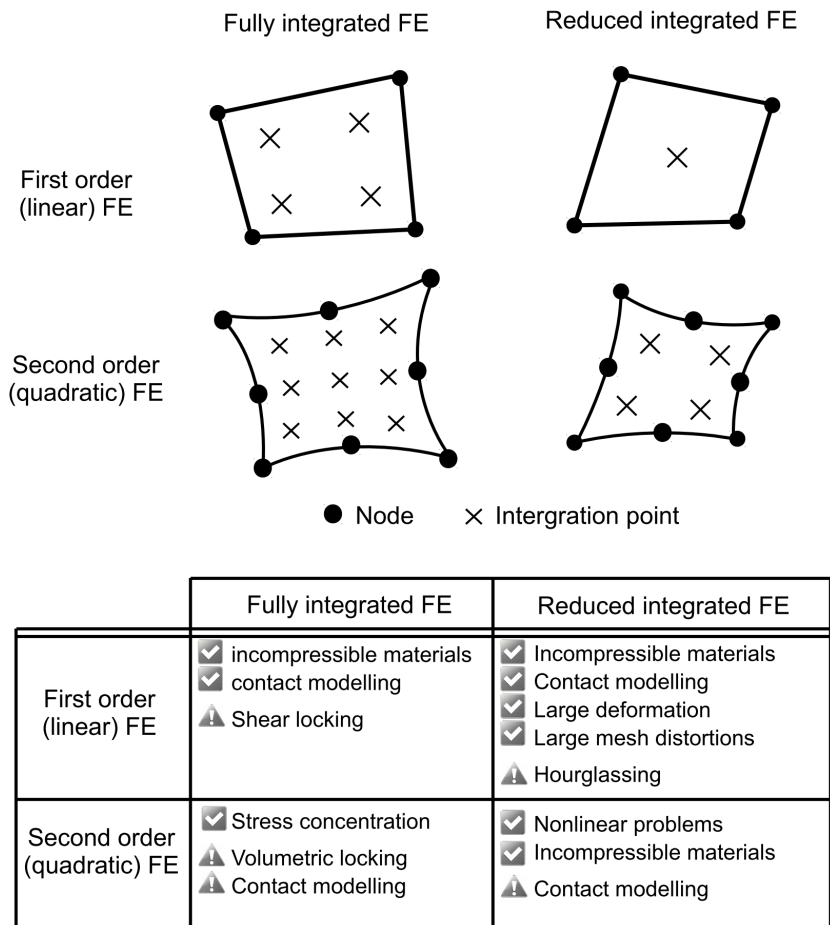 Fully integrated FE
Reduced integrated FE
First order
(linear) FE
Second order
(quadratic) FE
Node
Intergration point
Fully integrated FE
Reduced integrated FE
First order
(linear) FE
incompressible materials
contact modelling
Shear locking
Incompressible materials
Contact modelling
Large deformation
Large mesh distortions
Hourglassing
Second order
(quadratic) FE
Stress concentration
Volumetric locking
Contact modelling
Nonlinear problems
Incompressible materials
Contact modelling